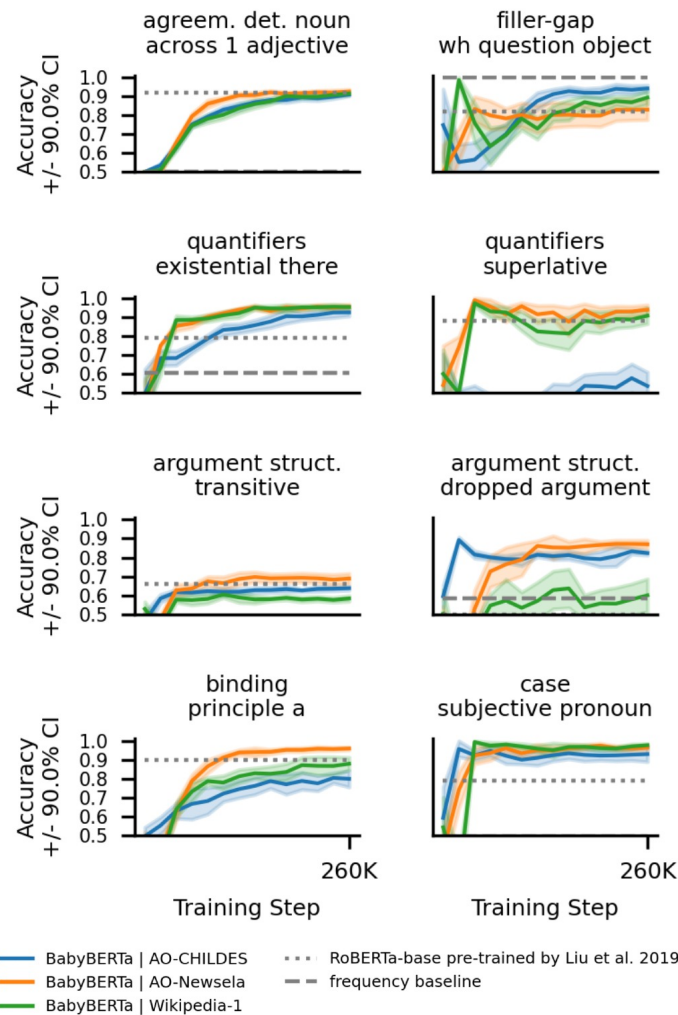 agreem. det. noun
across 1 adjective
filler-gap
wh question object
Accuracy
+/- 90.0% CI
1.0
0.9
0.8
0.7
0.6
0.5
quantifiers
existential there
quantifiers
superlative
Accuracy
+/- 90.0% CI
1.0
0.9
0.8
0.7
0.6
0.5
argument struct.
transitive
argument struct.
dropped argument
Accuracy
+/- 90.0% CI
1.0
0.9
0.8
0.7
0.6
0.5
binding
principle a
case
subjective pronoun
Accuracy
+/- 90.0% CI
1.0
0.9
0.8
0.7
0.6
0.5
260K
260K
Training Step
Training Step
BabyBERTa | AO-CHILDES
BabyBERTa | AO-Newsela
BabyBERTa | Wikipedia-1
RoBERTa-base pre-trained by Liu et al. 2019
frequency baseline